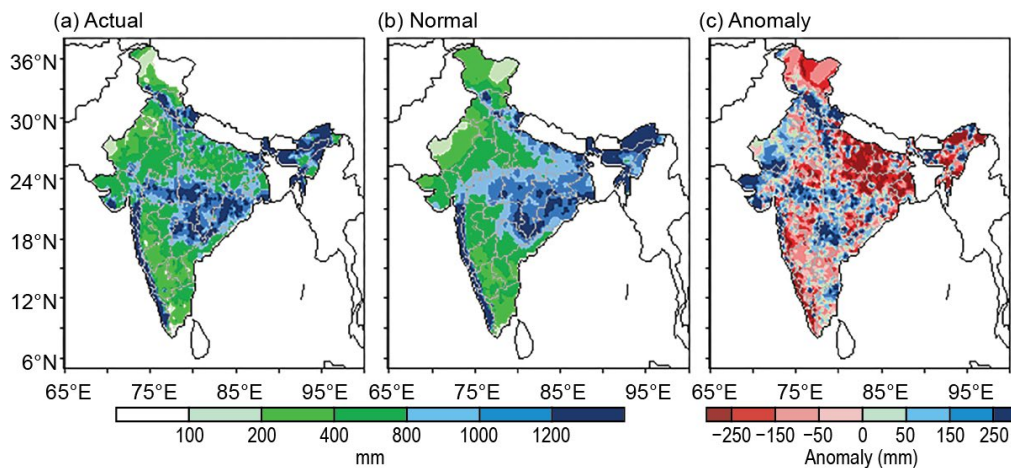 (a) Actual
(b) Normal
(c) Anomaly
36°N
30°N
24°N
18°N
12°N
6°N
65°E 75°E 85°E 95°E
65°E 75°E 85°E 95°E
65°E 75°E 85°E 95°E
100 200 400 800 1000 1200
mm
−250 −150 −50 0 50 150 250
Anomaly (mm)